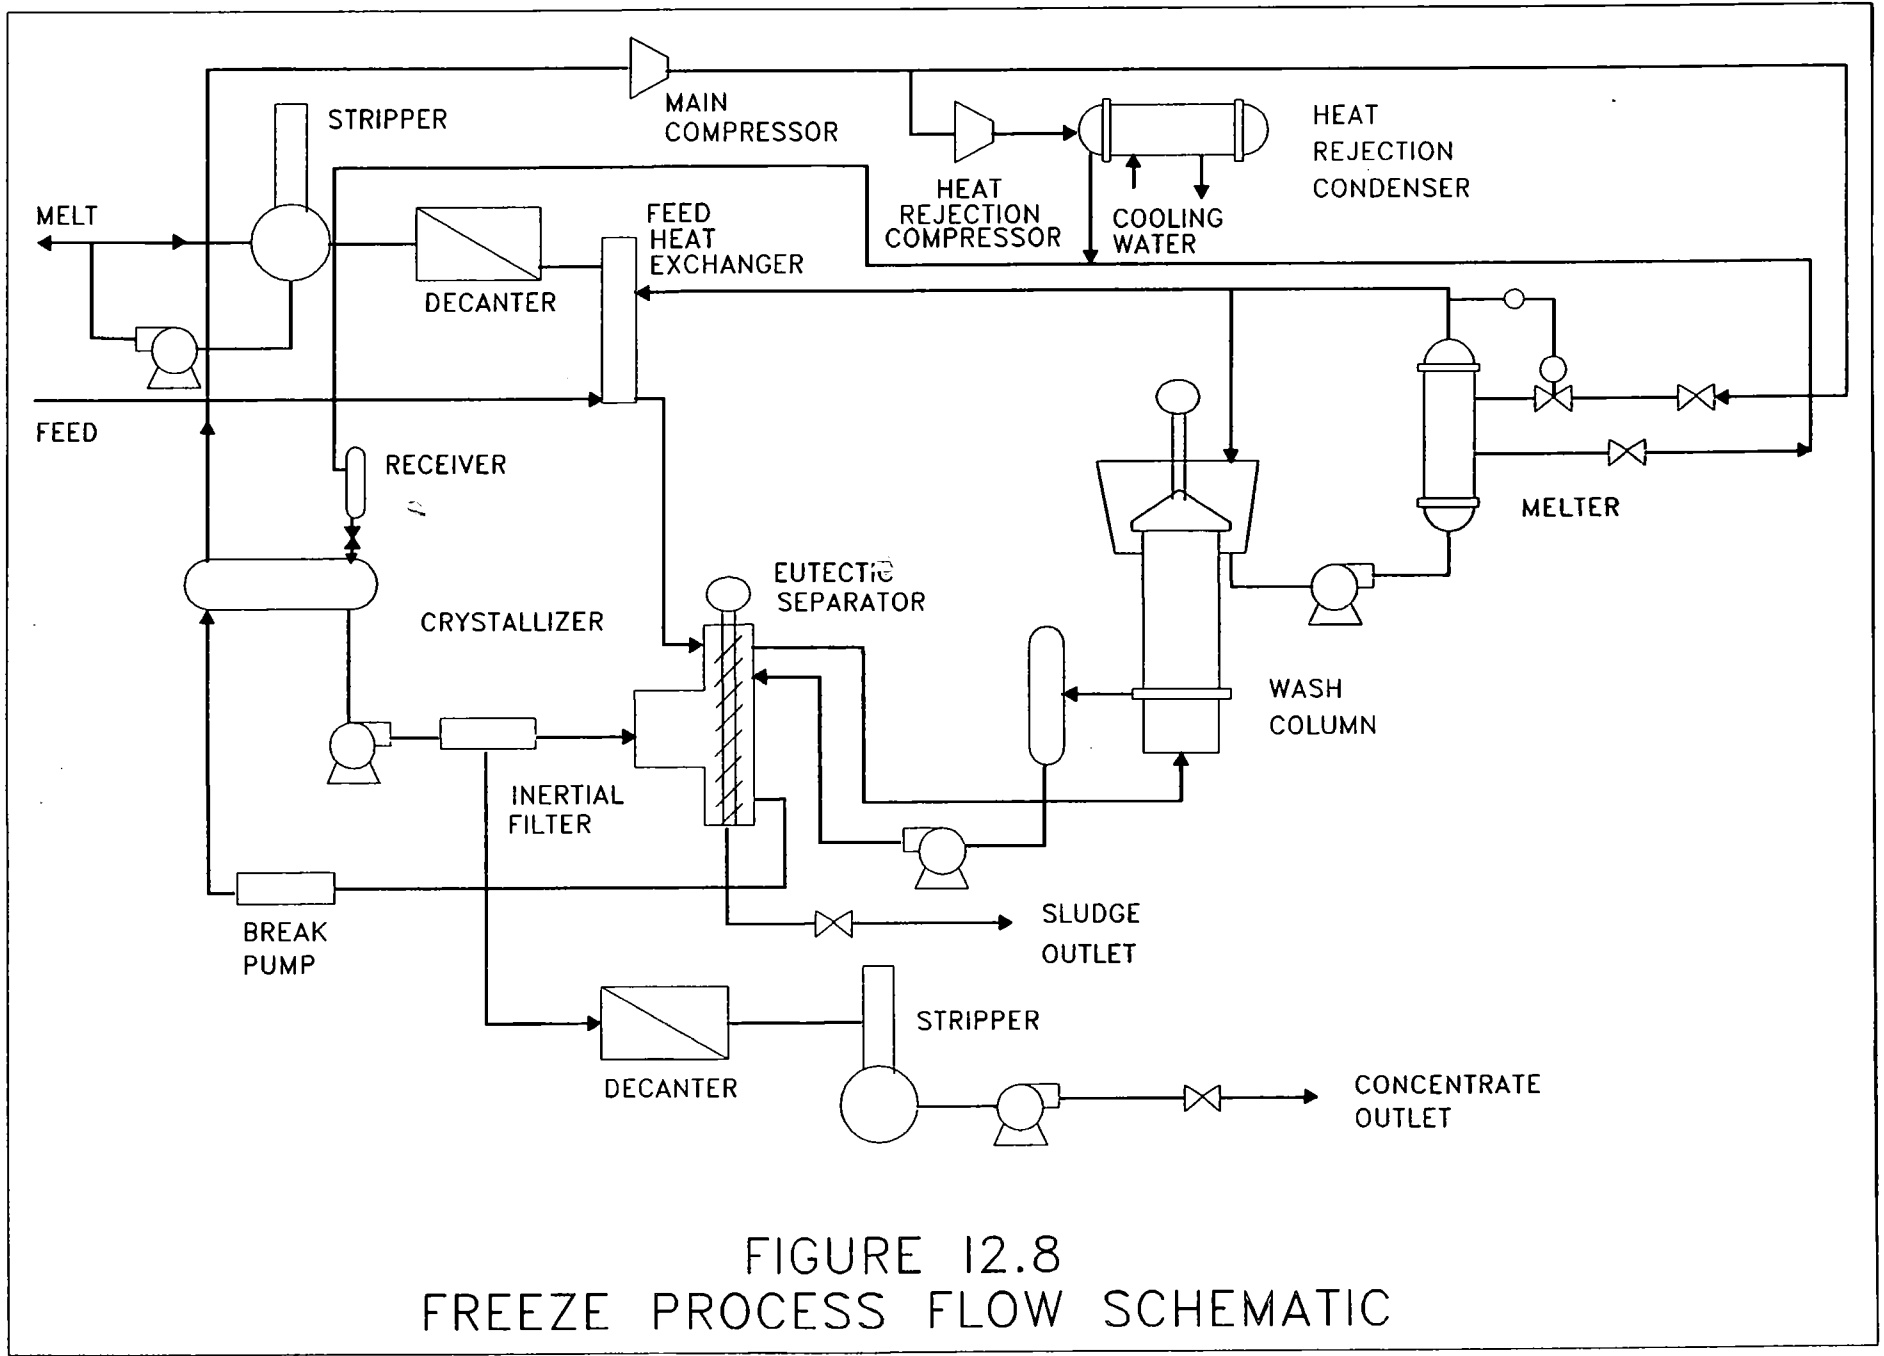 MAIN
COMPRESSOR
STRIPPER
HEAT
REJECTION
CONDENSER
MELT
FEED
HEAT
EXCHANGER
HEAT
REJECTION
COMPRESSOR
COOLING
WATER
DECANTER
FEED
RECEIVER
MELTER
EUTECTIC
SEPARATOR
CRYSTALLIZER
WASH
COLUMN
INERTIAL
FILTER
BREAK
PUMP
SLUDGE
OUTLET
STRIPPER
DECANTER
CONCENTRATE
OUTLET
FIGURE 12.8
FREEZE PROCESS FLOW SCHEMATIC